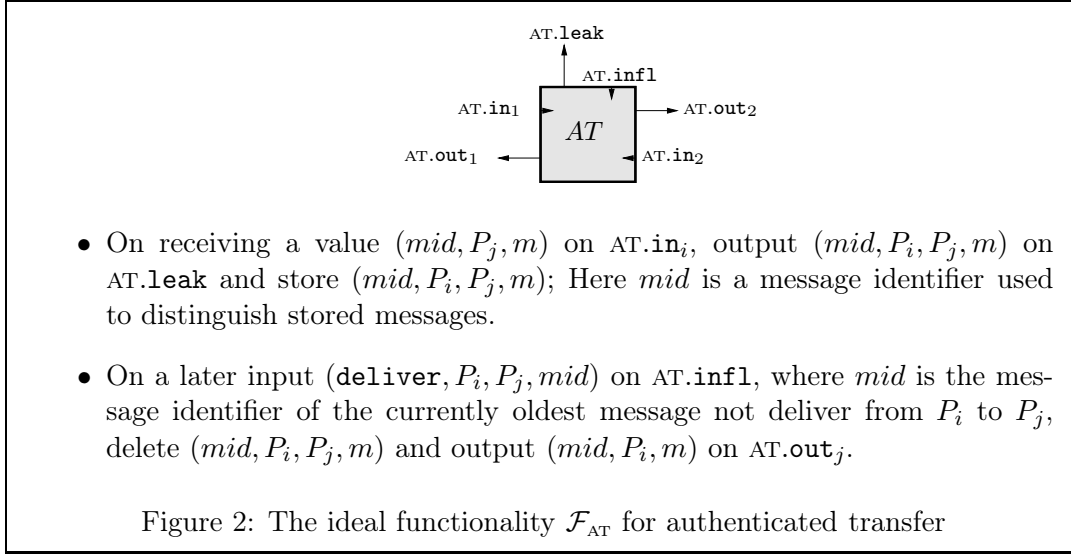 AT.leak
AT.infl
AT.in₁
AT.out₂
AT
AT.out₁
AT.in₂
• On receiving a value (mid, Pⱼ, m) on AT.inᵢ, output (mid, Pᵢ, Pⱼ, m) on
AT.leak and store (mid, Pᵢ, Pⱼ, m); Here mid is a message identifier used
to distinguish stored messages.
• On a later input (deliver, Pᵢ, Pⱼ, mid) on AT.infl, where mid is the mes-
sage identifier of the currently oldest message not deliver from Pᵢ to Pⱼ,
delete (mid, Pᵢ, Pⱼ, m) and output (mid, Pᵢ, m) on AT.outⱼ.
Figure 2: The ideal functionality ℱ_AT for authenticated transfer